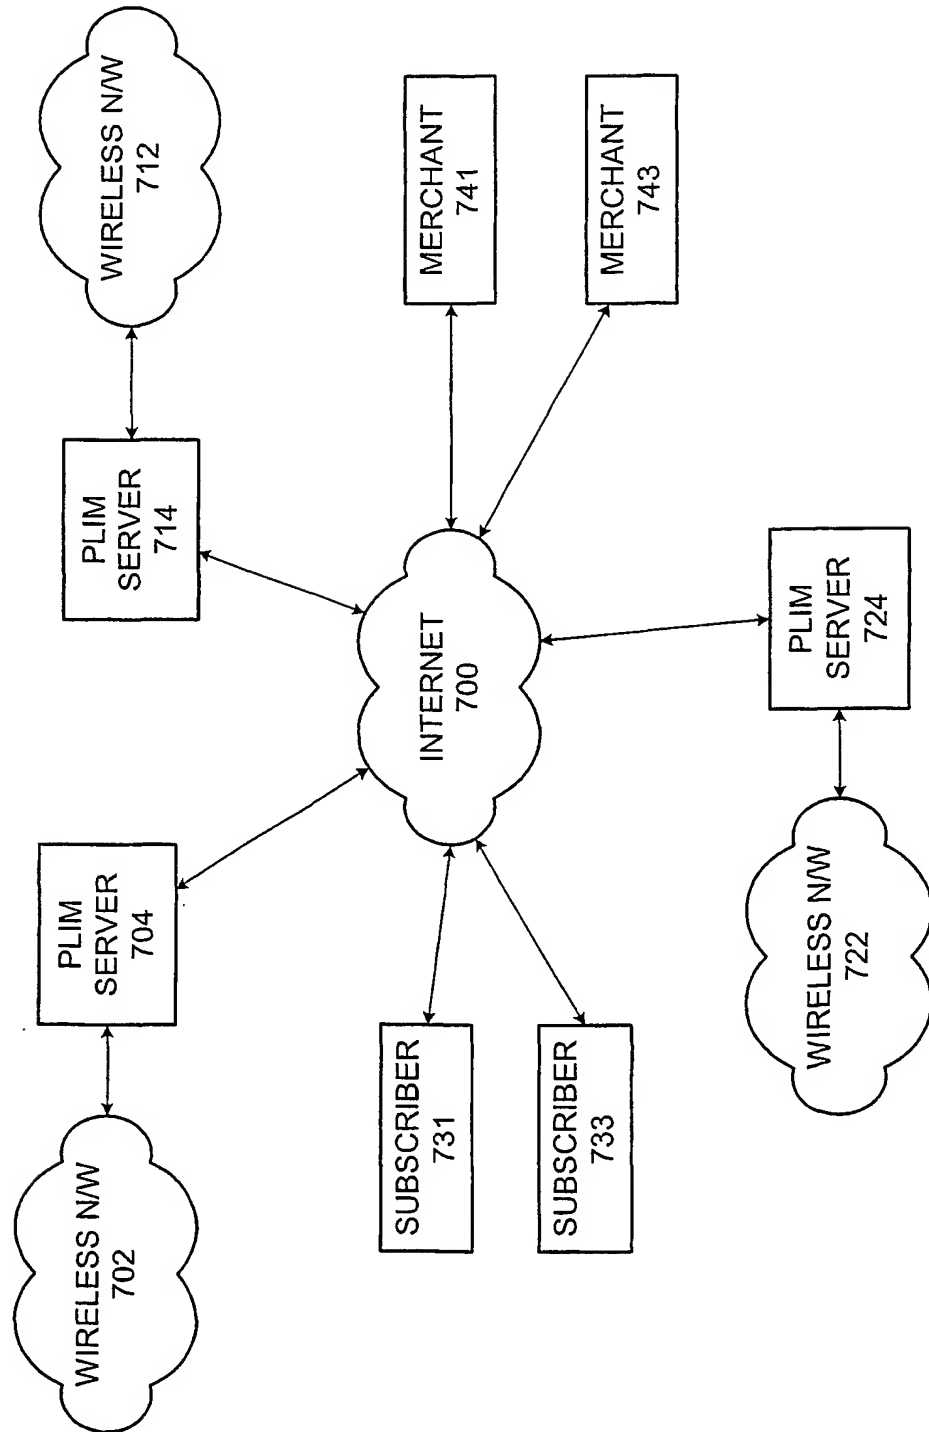 WIRELESS N/W
702
PLIM
SERVER
704
PLIM
SERVER
714
WIRELESS N/W
712
SUBSCRIBER
731
SUBSCRIBER
733
INTERNET
700
MERCHANT
741
MERCHANT
743
WIRELESS N/W
722
PLIM
SERVER
724